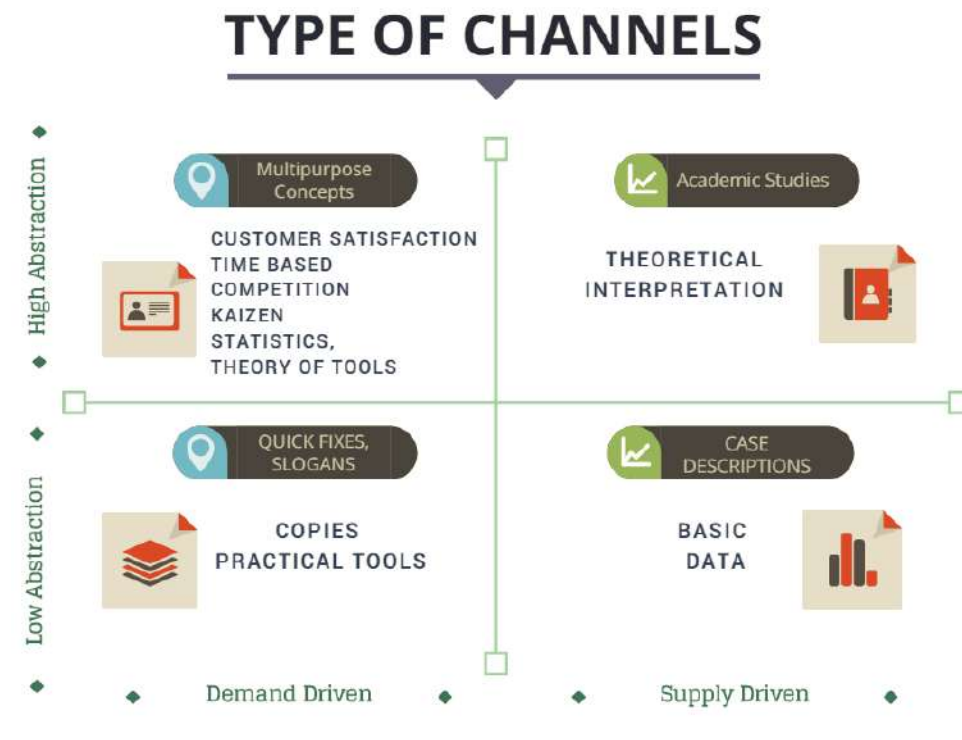 TYPE OF CHANNELS
High Abstraction
Multipurpose
Concepts
CUSTOMER SATISFACTION
TIME BASED
COMPETITION
KAIZEN
STATISTICS,
THEORY OF TOOLS
Academic Studies
THEORETICAL
INTERPRETATION
Low Abstraction
QUICK FIXES,
SLOGANS
COPIES
PRACTICAL TOOLS
CASE
DESCRIPTIONS
BASIC
DATA
Demand Driven
Supply Driven